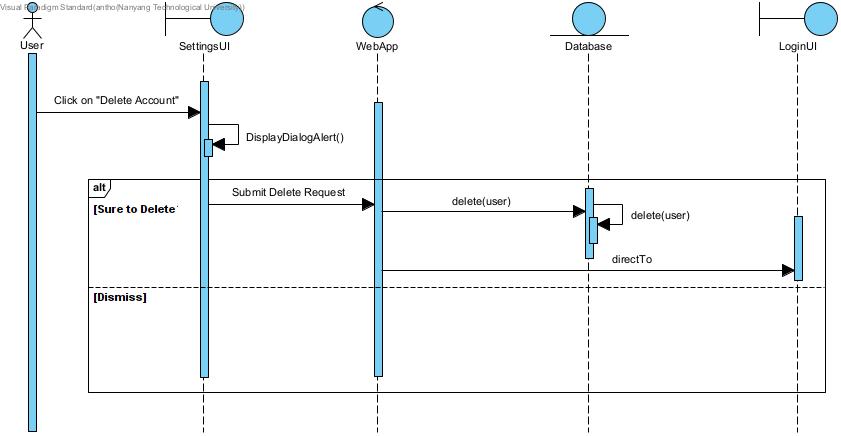 Visual Paradigm Standard(antho(Nanyang Technological University))
User
SettingsUI
WebApp
Database
LoginUI
Click on "Delete Account"
DisplayDialogAlert()
alt
[Sure to Delete
Submit Delete Request
delete(user)
delete(user)
directTo
[Dismiss]